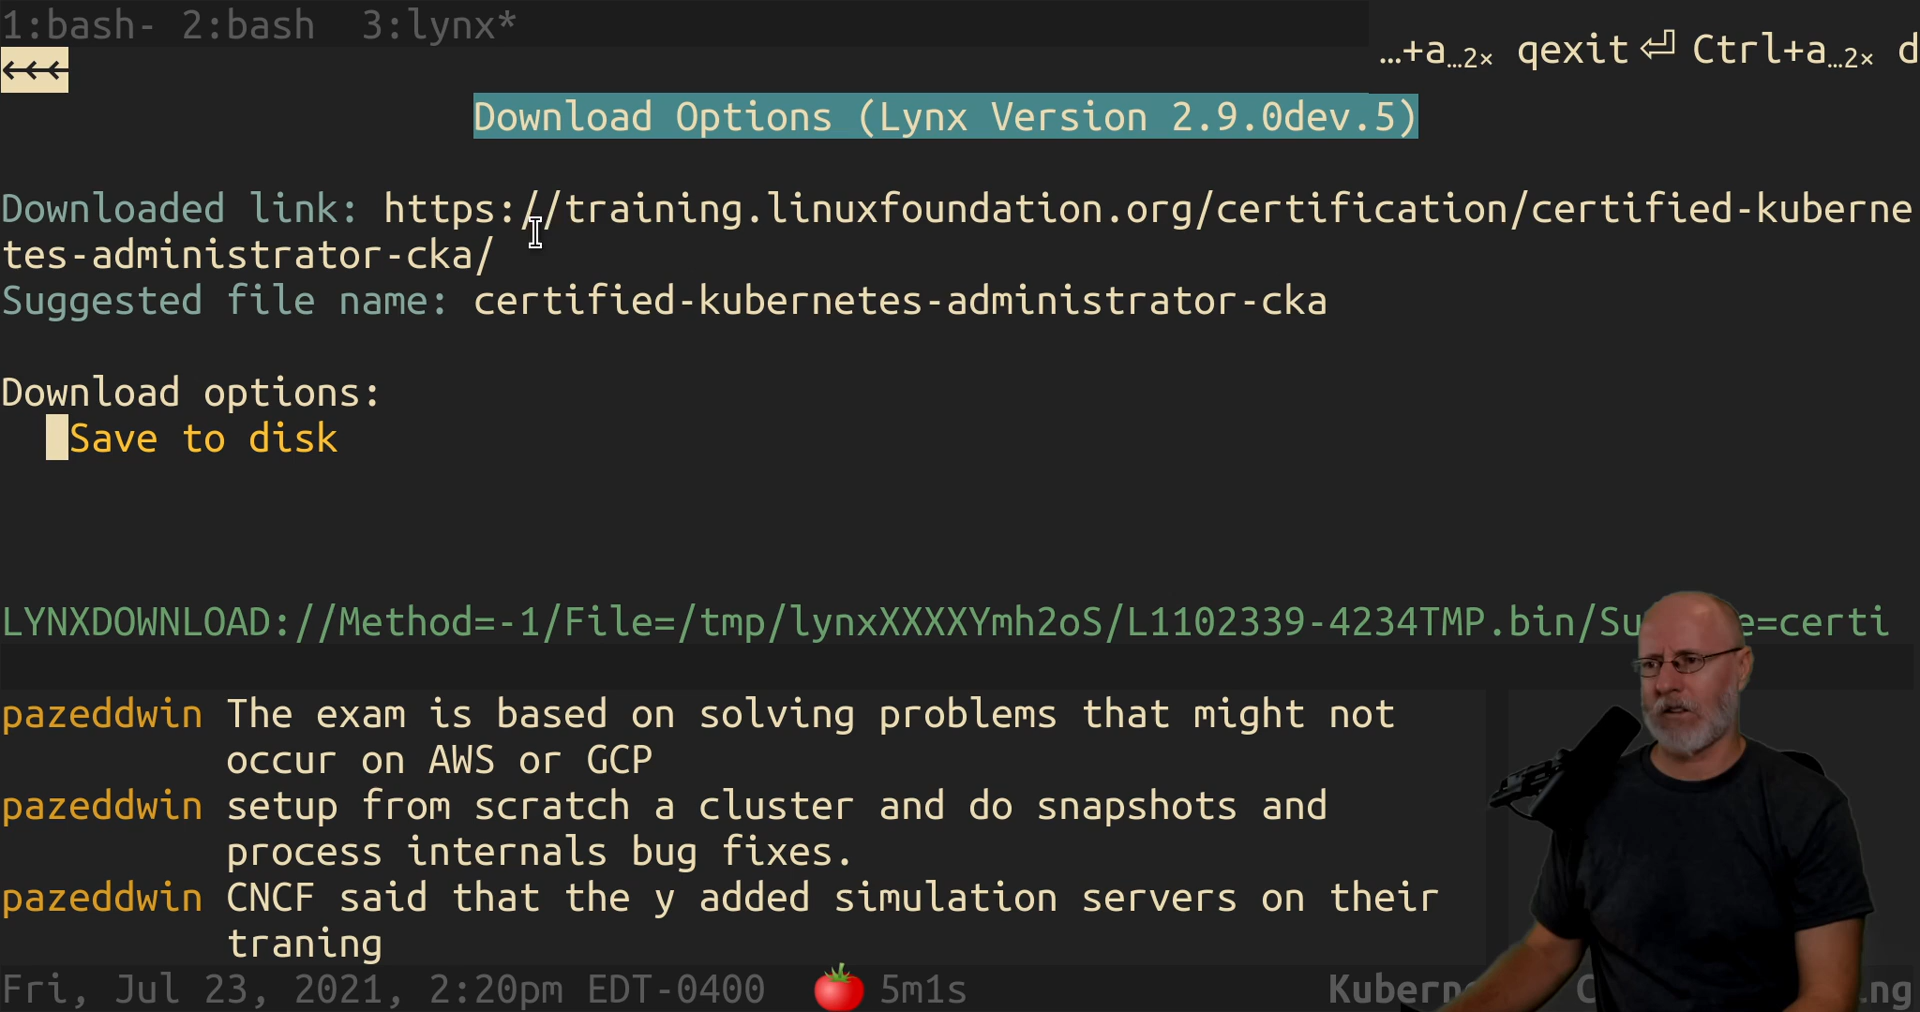 1:bash- 2:bash 3:lynx*
…+a…2× qexit⏎ Ctrl+a…2× d
<<<
Download Options (Lynx Version 2.9.0dev.5)
Downloaded link: https://training.linuxfoundation.org/certification/certified-kuberne
tes-administrator-cka/
Suggested file name: certified-kubernetes-administrator-cka
Download options:
Save to disk
LYNXDOWNLOAD://Method=-1/File=/tmp/lynxXXXXYmh2oS/L1102339-4234TMP.bin/Su e=certi
pazeddwin The exam is based on solving problems that might not
occur on AWS or GCP
pazeddwin setup from scratch a cluster and do snapshots and
process internals bug fixes.
pazeddwin CNCF said that the y added simulation servers on their
traning
Fri, Jul 23, 2021, 2:20pm EDT-0400 🍅 5m1s